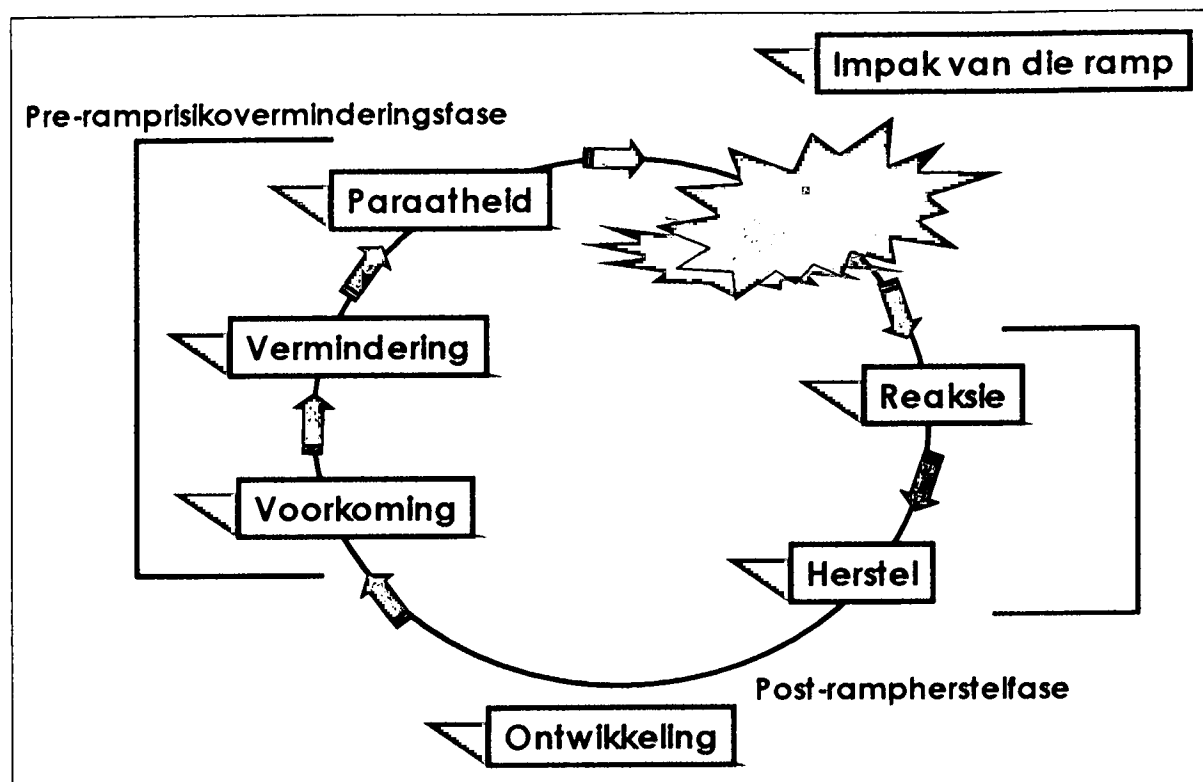 Impak van die ramp
Pre-ramprisikoverminderingsfase
Paraatheid
Vermindering
Reaksie
Voorkoming
Herstel
Post-rampherstelfase
Ontwikkeling